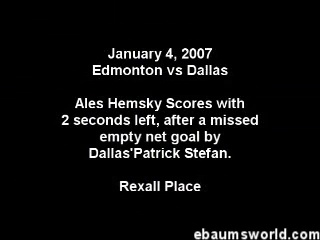 January 4, 2007
Edmonton vs Dallas
Ales Hemsky Scores with
2 seconds left, after a missed
empty net goal by
Dallas'Patrick Stefan.
Rexall Place
ebaumsworld.com